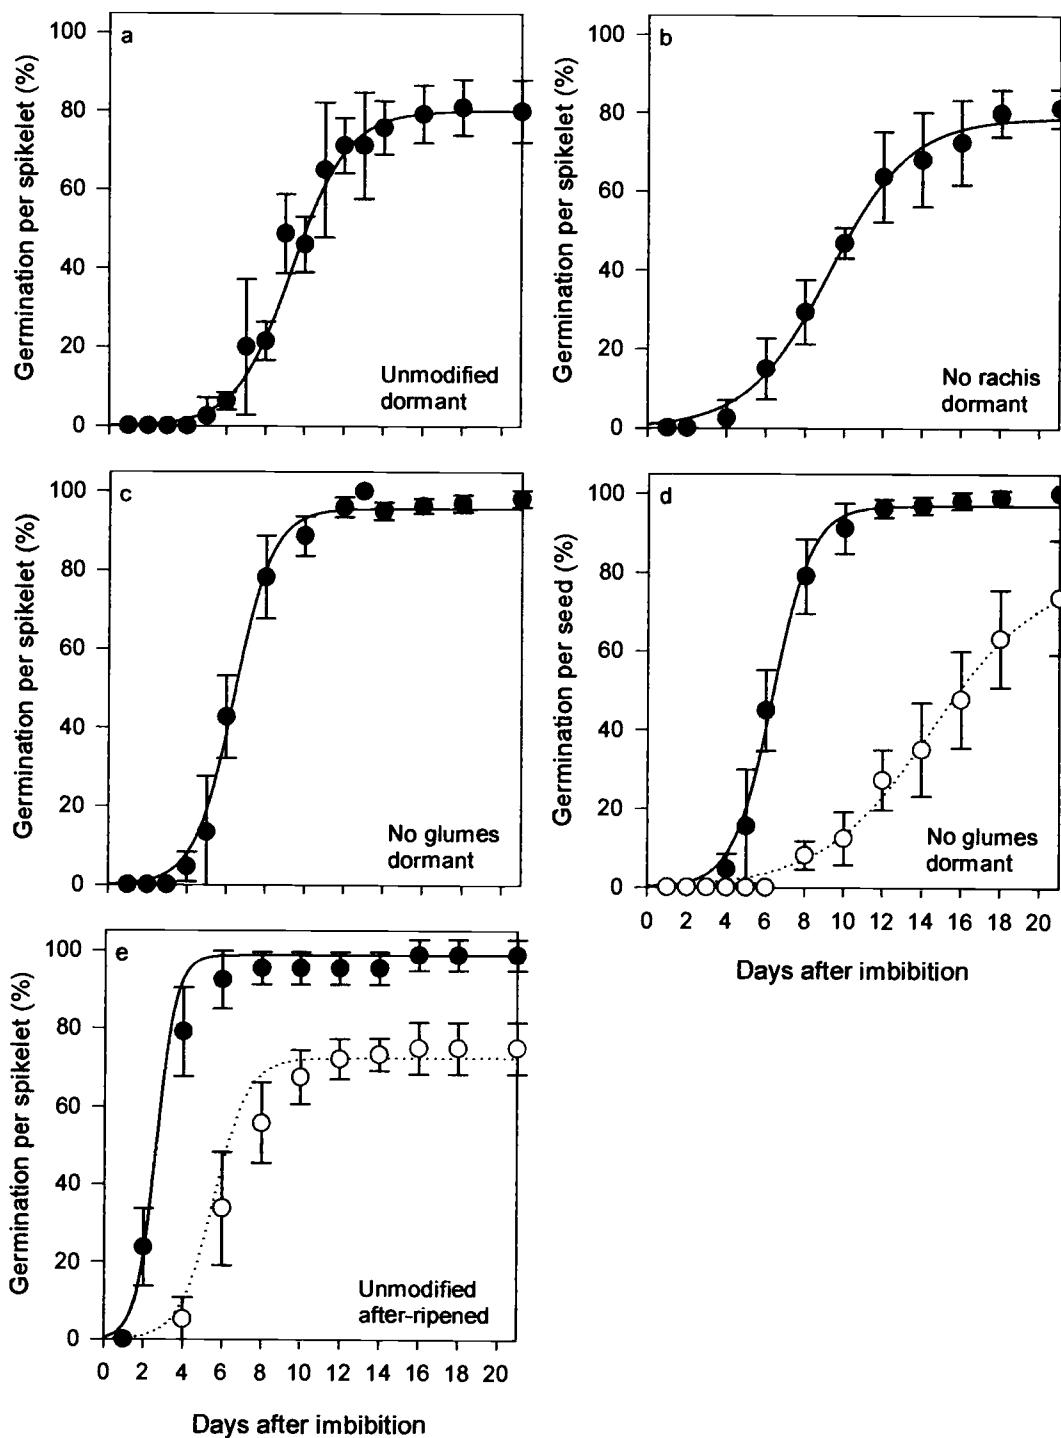 a
100
80
60
40
20
0
Germination per spikelet (%)
Unmodified
dormant
b
100
80
60
40
20
0
Germination per spikelet (%)
No rachis
dormant
c
100
80
60
40
20
0
Germination per spikelet (%)
No glumes
dormant
d
100
80
60
40
20
0
Germination per seed (%)
No glumes
dormant
0 2 4 6 8 10 12 14 16 18 20
Days after imbibition
e
100
80
60
40
20
0
Germination per spikelet (%)
Unmodified
after-ripened
0 2 4 6 8 10 12 14 16 18 20
Days after imbibition